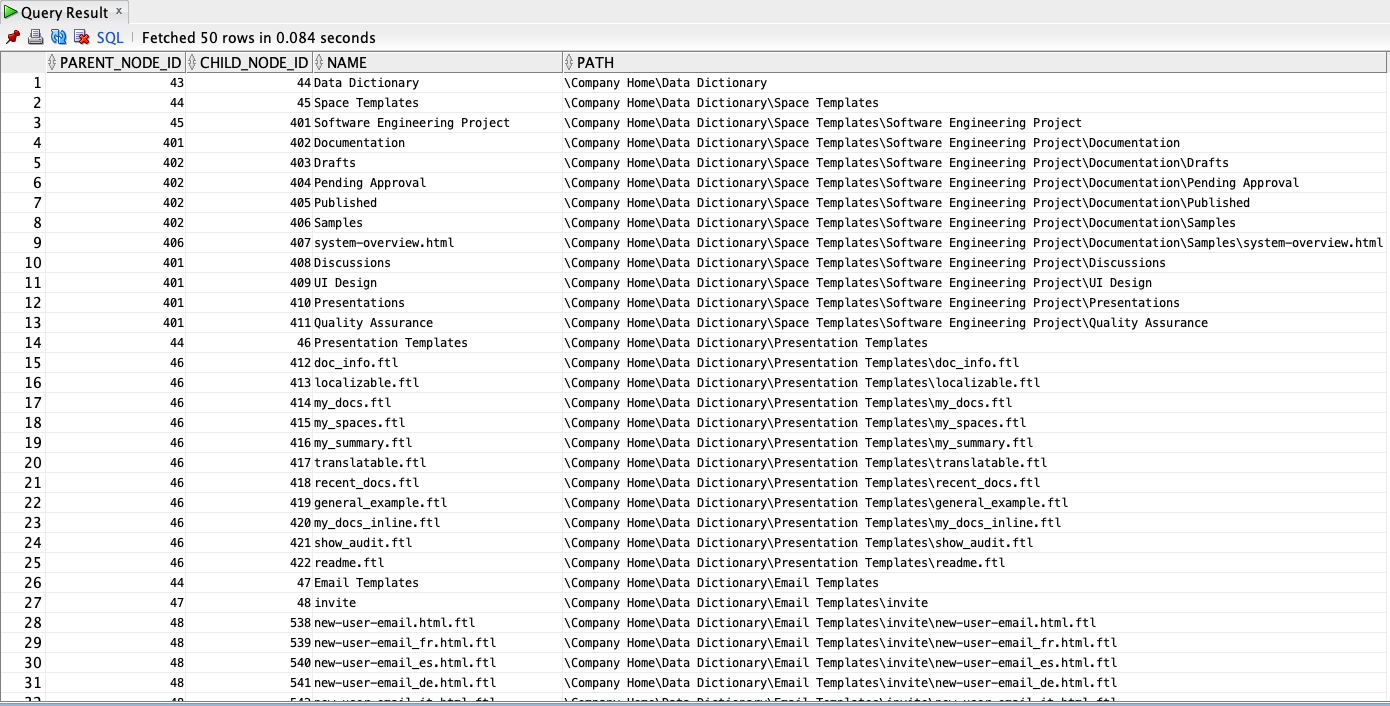 Query Result x
SQL | Fetched 50 rows in 0.084 seconds
PARENT_NODE_ID CHILD_NODE_ID NAME PATH
1 43 44 Data Dictionary \Company Home\Data Dictionary
2 44 45 Space Templates \Company Home\Data Dictionary\Space Templates
3 45 401 Software Engineering Project \Company Home\Data Dictionary\Space Templates\Software Engineering Project
4 401 402 Documentation \Company Home\Data Dictionary\Space Templates\Software Engineering Project\Documentation
5 402 403 Drafts \Company Home\Data Dictionary\Space Templates\Software Engineering Project\Documentation\Drafts
6 402 404 Pending Approval \Company Home\Data Dictionary\Space Templates\Software Engineering Project\Documentation\Pending Approval
7 402 405 Published \Company Home\Data Dictionary\Space Templates\Software Engineering Project\Documentation\Published
8 402 406 Samples \Company Home\Data Dictionary\Space Templates\Software Engineering Project\Documentation\Samples
9 406 407 system-overview.html \Company Home\Data Dictionary\Space Templates\Software Engineering Project\Documentation\Samples\system-overview.html
10 401 408 Discussions \Company Home\Data Dictionary\Space Templates\Software Engineering Project\Discussions
11 401 409 UI Design \Company Home\Data Dictionary\Space Templates\Software Engineering Project\UI Design
12 401 410 Presentations \Company Home\Data Dictionary\Space Templates\Software Engineering Project\Presentations
13 401 411 Quality Assurance \Company Home\Data Dictionary\Space Templates\Software Engineering Project\Quality Assurance
14 44 46 Presentation Templates \Company Home\Data Dictionary\Presentation Templates
15 46 412 doc_info.ftl \Company Home\Data Dictionary\Presentation Templates\doc_info.ftl
16 46 413 localizable.ftl \Company Home\Data Dictionary\Presentation Templates\localizable.ftl
17 46 414 my_docs.ftl \Company Home\Data Dictionary\Presentation Templates\my_docs.ftl
18 46 415 my_spaces.ftl \Company Home\Data Dictionary\Presentation Templates\my_spaces.ftl
19 46 416 my_summary.ftl \Company Home\Data Dictionary\Presentation Templates\my_summary.ftl
20 46 417 translatable.ftl \Company Home\Data Dictionary\Presentation Templates\translatable.ftl
21 46 418 recent_docs.ftl \Company Home\Data Dictionary\Presentation Templates\recent_docs.ftl
22 46 419 general_example.ftl \Company Home\Data Dictionary\Presentation Templates\general_example.ftl
23 46 420 my_docs_inline.ftl \Company Home\Data Dictionary\Presentation Templates\my_docs_inline.ftl
24 46 421 show_audit.ftl \Company Home\Data Dictionary\Presentation Templates\show_audit.ftl
25 46 422 readme.ftl \Company Home\Data Dictionary\Presentation Templates\readme.ftl
26 44 47 Email Templates \Company Home\Data Dictionary\Email Templates
27 47 48 invite \Company Home\Data Dictionary\Email Templates\invite
28 48 538 new-user-email.html.ftl \Company Home\Data Dictionary\Email Templates\invite\new-user-email.html.ftl
29 48 539 new-user-email_fr.html.ftl \Company Home\Data Dictionary\Email Templates\invite\new-user-email_fr.html.ftl
30 48 540 new-user-email_es.html.ftl \Company Home\Data Dictionary\Email Templates\invite\new-user-email_es.html.ftl
31 48 541 new-user-email_de.html.ftl \Company Home\Data Dictionary\Email Templates\invite\new-user-email_de.html.ftl